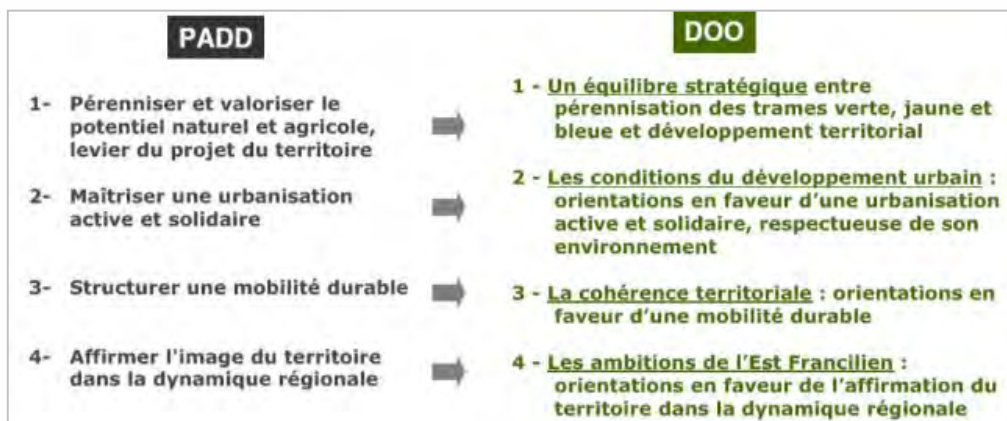 PADD
1- Pérenniser et valoriser le
potentiel naturel et agricole,
levier du projet du territoire
2- Maîtriser une urbanisation
active et solidaire
3- Structurer une mobilité durable
4- Affirmer l'image du territoire
dans la dynamique régionale
DOO
1 - Un équilibre stratégique entre
pérennisation des trames verte, jaune et
bleue et développement territorial
2 - Les conditions du développement urbain :
orientations en faveur d'une urbanisation
active et solidaire, respectueuse de son
environnement
3 - La cohérence territoriale : orientations en
faveur d'une mobilité durable
4 - Les ambitions de l'Est Francilien :
orientations en faveur de l'affirmation du
territoire dans la dynamique régionale